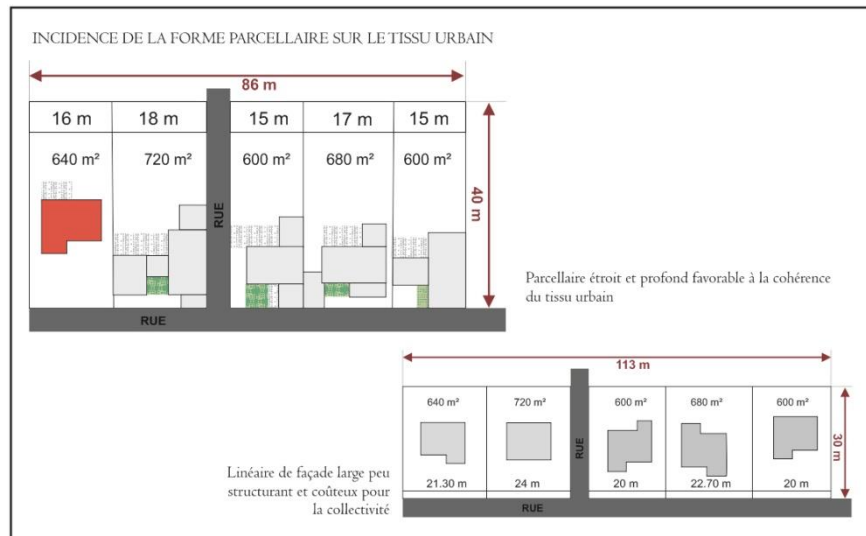 INCIDENCE DE LA FORME PARCELLAIRE SUR LE TISSU URBAIN
86 m
16 m 18 m 15 m 17 m 15 m
640 m² 720 m² 600 m² 680 m² 600 m²
40 m
RUE
RUE
Parcellaire étroit et profond favorable à la cohérence
du tissu urbain
113 m
640 m² 720 m² 600 m² 680 m² 600 m²
30 m
RUE
21.30 m 24 m 20 m 22.70 m 20 m
RUE
Linéaire de façade large peu
structurant et coûteux pour
la collectivité